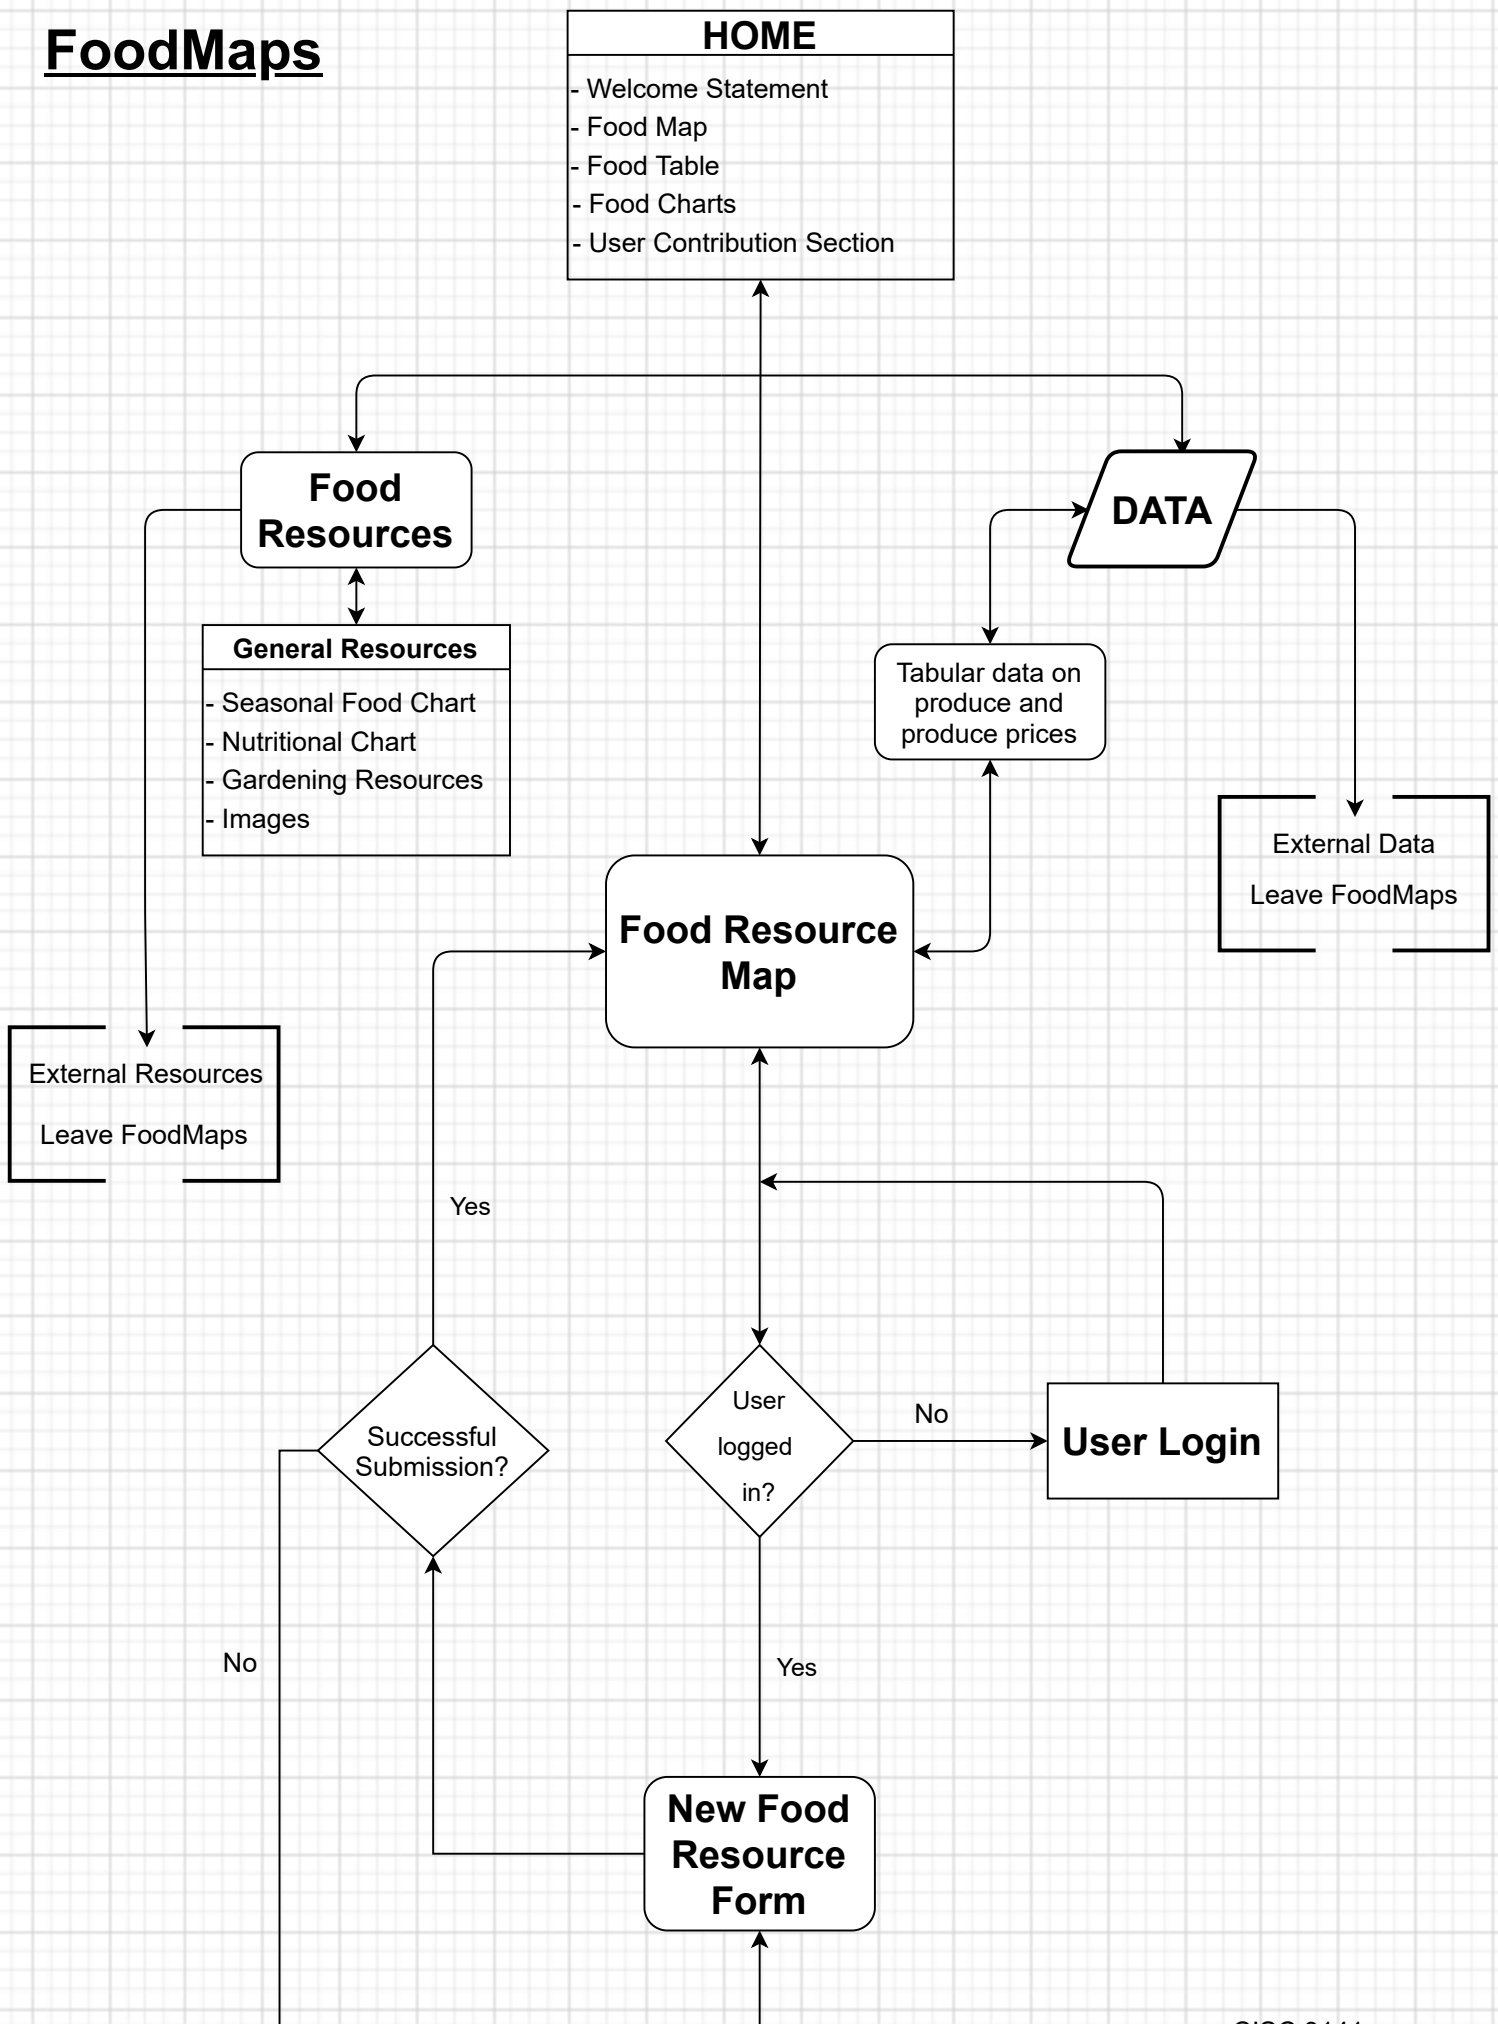 FoodMaps
HOME
- Welcome Statement
- Food Map
- Food Table
- Food Charts
- User Contribution Section
Food
Resources
DATA
General Resources
- Seasonal Food Chart
- Nutritional Chart
- Gardening Resources
- Images
Tabular data on
produce and
produce prices
External Data
Leave FoodMaps
Food Resource
Map
External Resources
Leave FoodMaps
Yes
Successful
Submission?
User
logged
in?
No
User Login
No
Yes
New Food
Resource
Form